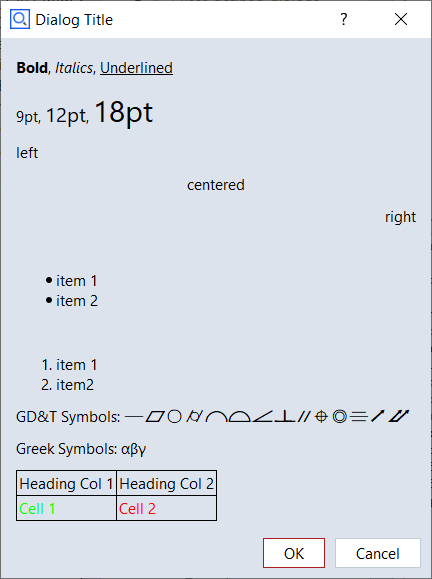 Dialog Title
?
Bold, Italics, Underlined
9pt, 12pt, 18pt
left
centered
right
• item 1
• item 2
1. item 1
2. item2
GD&T Symbols: ⏤⏥○⌭⌒⌓∠⟂∥⌖◎⌯↗⌰
Greek Symbols: αβγ
Heading Col 1 Heading Col 2
Cell 1 Cell 2
OK Cancel